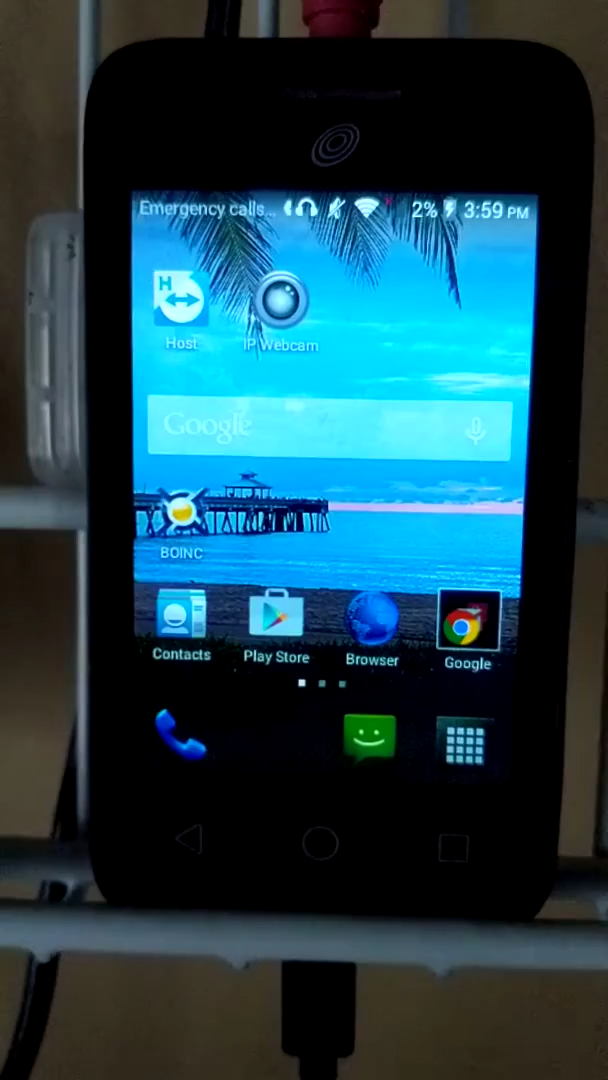 Emergency calls... 2% 3:59 PM
H
Host IP Webcam
Google
BOINC
Contacts Play Store Browser Google